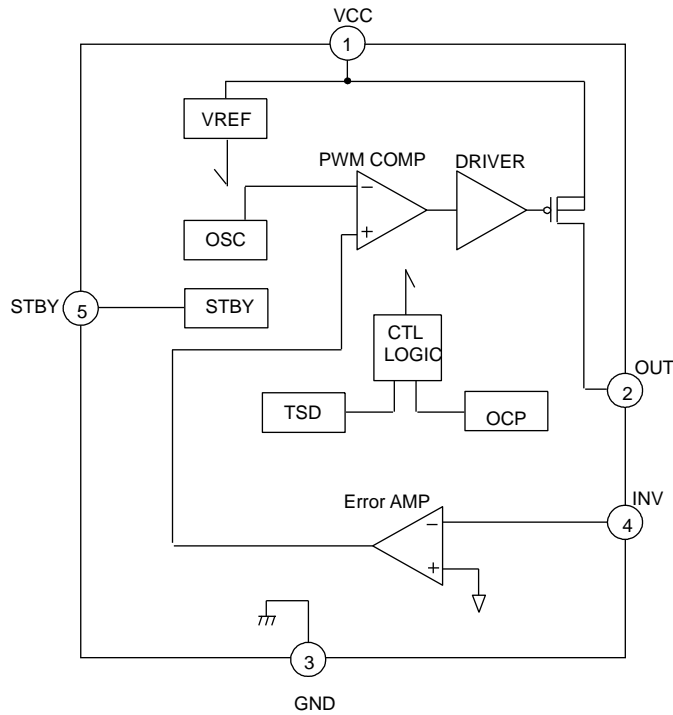 VCC
1
VREF
PWM COMP
DRIVER
−
OSC
+
STBY
5
STBY
CTL
LOGIC
OUT
2
TSD
OCP
Error AMP
INV
−
4
+
3
GND